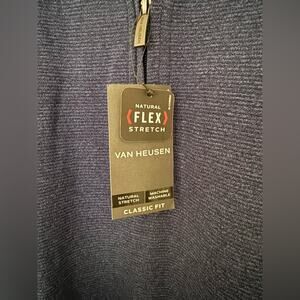 NATURAL
FLEX
STRETCH
VAN HEUSEN
NATURAL STRETCH
MACHINE WASHABLE
CLASSIC FIT